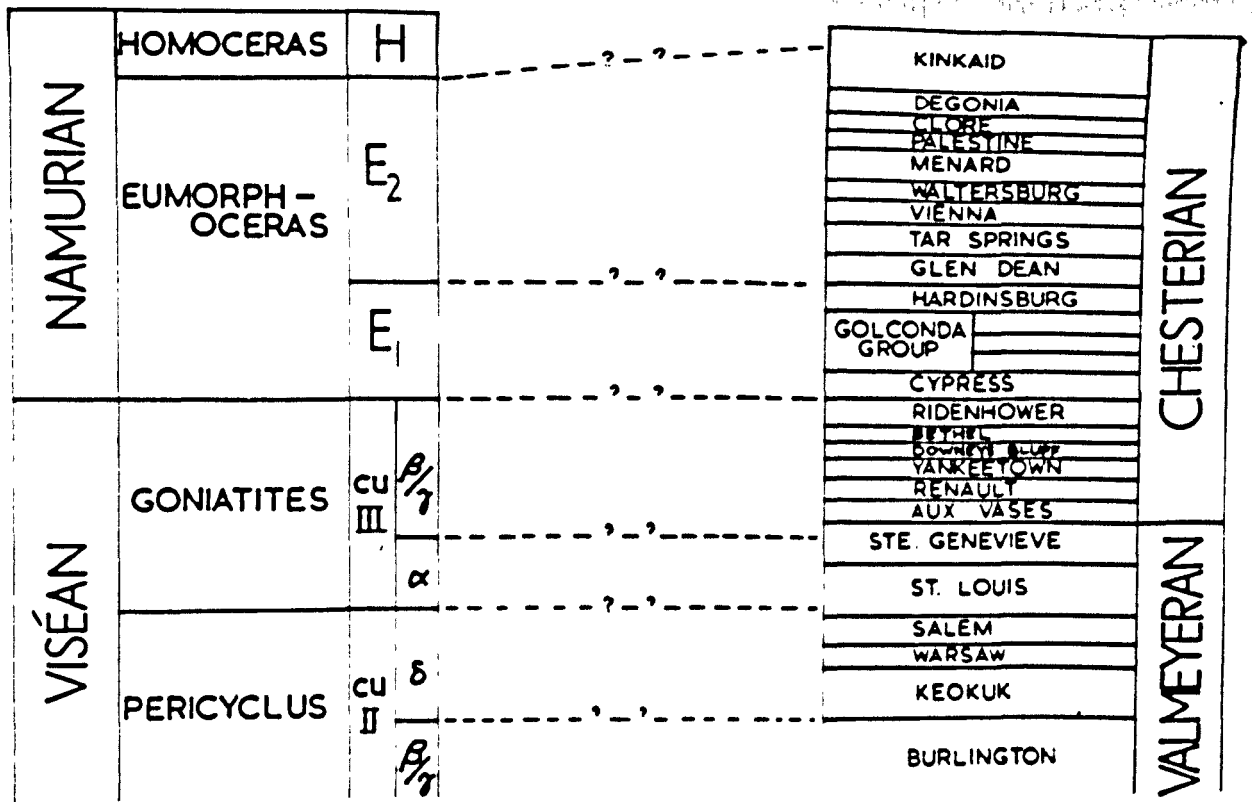 NAMURIAN
VISÉAN
HOMOCERAS
EUMORPH-
OCERAS
GONIATITES
PERICYCLUS
H
E2
E1
cu
III
β/γ
α
cu
II
δ
β/γ
? ?
? ?
? ?
? ?
? ?
? ?
KINKAID
DEGONIA
CLORE
PALESTINE
MENARD
WALTERSBURG
VIENNA
TAR SPRINGS
GLEN DEAN
HARDINSBURG
GOLCONDA
GROUP
CYPRESS
RIDENHOWER
BETHEL
DOWNEYS BLUFF
YANKEETOWN
RENAULT
AUX VASES
STE. GENEVIEVE
ST. LOUIS
SALEM
WARSAW
KEOKUK
BURLINGTON
CHESTERIAN
VALMEYERAN